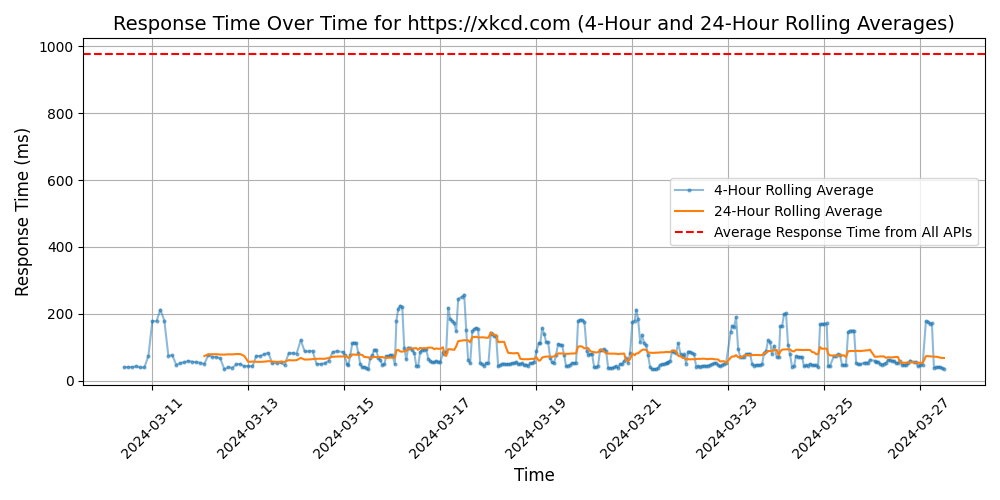 Response Time Over Time for https://xkcd.com (4-Hour and 24-Hour Rolling Averages)
Response Time (ms)
1000
800
600
400
200
0
4-Hour Rolling Average
24-Hour Rolling Average
Average Response Time from All APIs
2024-03-11
2024-03-13
2024-03-15
2024-03-17
2024-03-19
2024-03-21
2024-03-23
2024-03-25
2024-03-27
Time